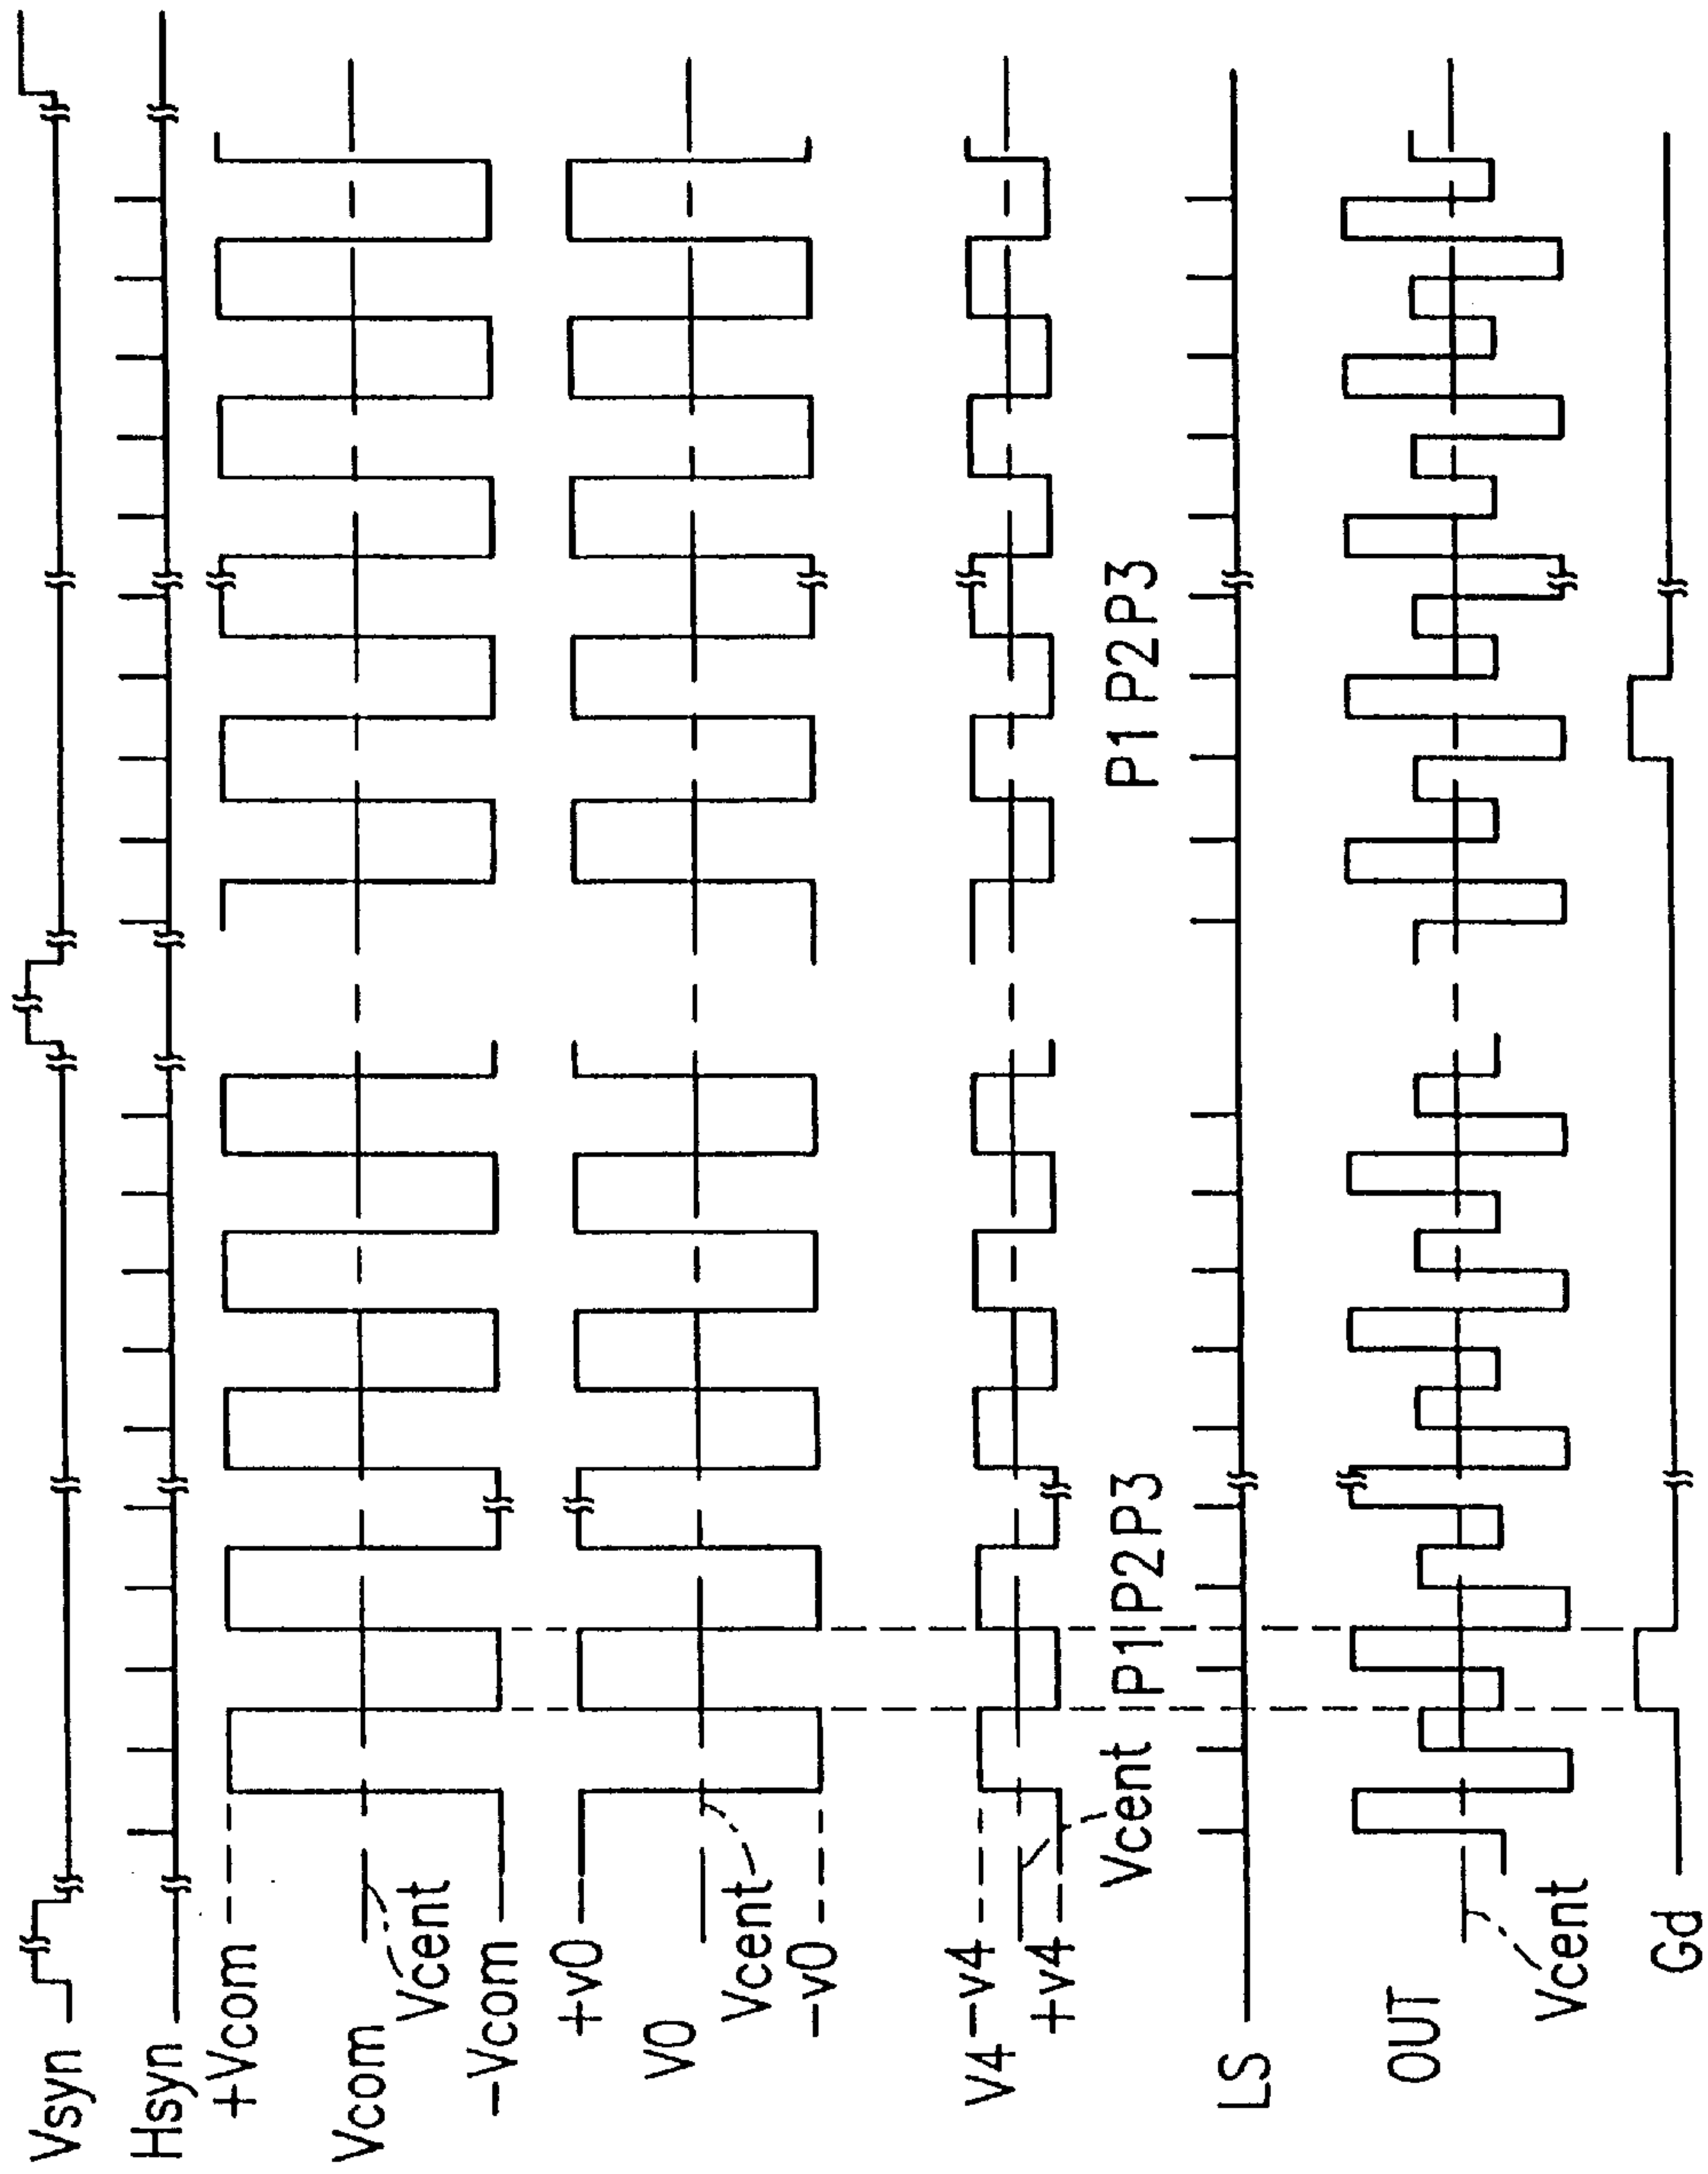 Vsyn
Hsyn
+Vcom
Vcom
Vcent
-Vcom
+v0
V0
Vcent
-v0
V4
-v4
+v4
Vcent
P1 P2 P3
P1 P2 P3
LS
OUT
Vcent
Gd